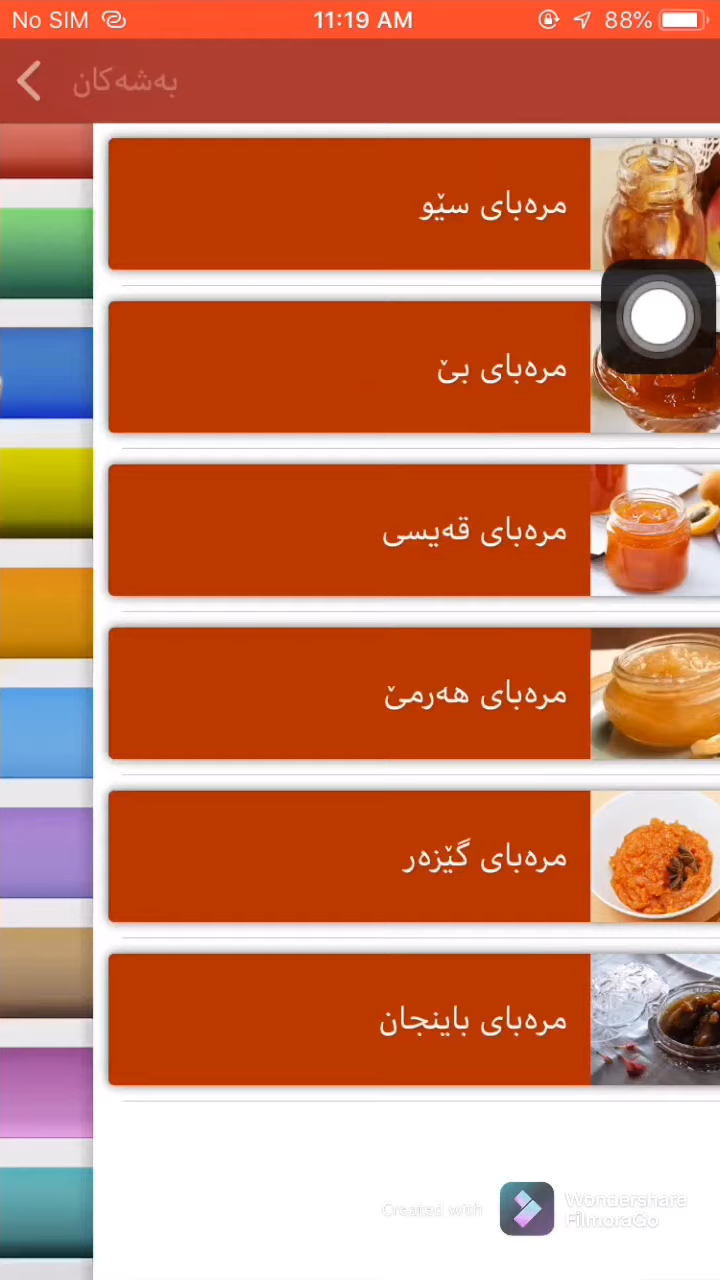 No SIM 11:19 AM 88%
بەشەکان
مرەبای سێو
مرەبای بێ
مرەبای قەیسی
مرەبای هەرمێ
مرەبای گێزەر
مرەبای باینجان
Created with Wondershare
FilmoraGo